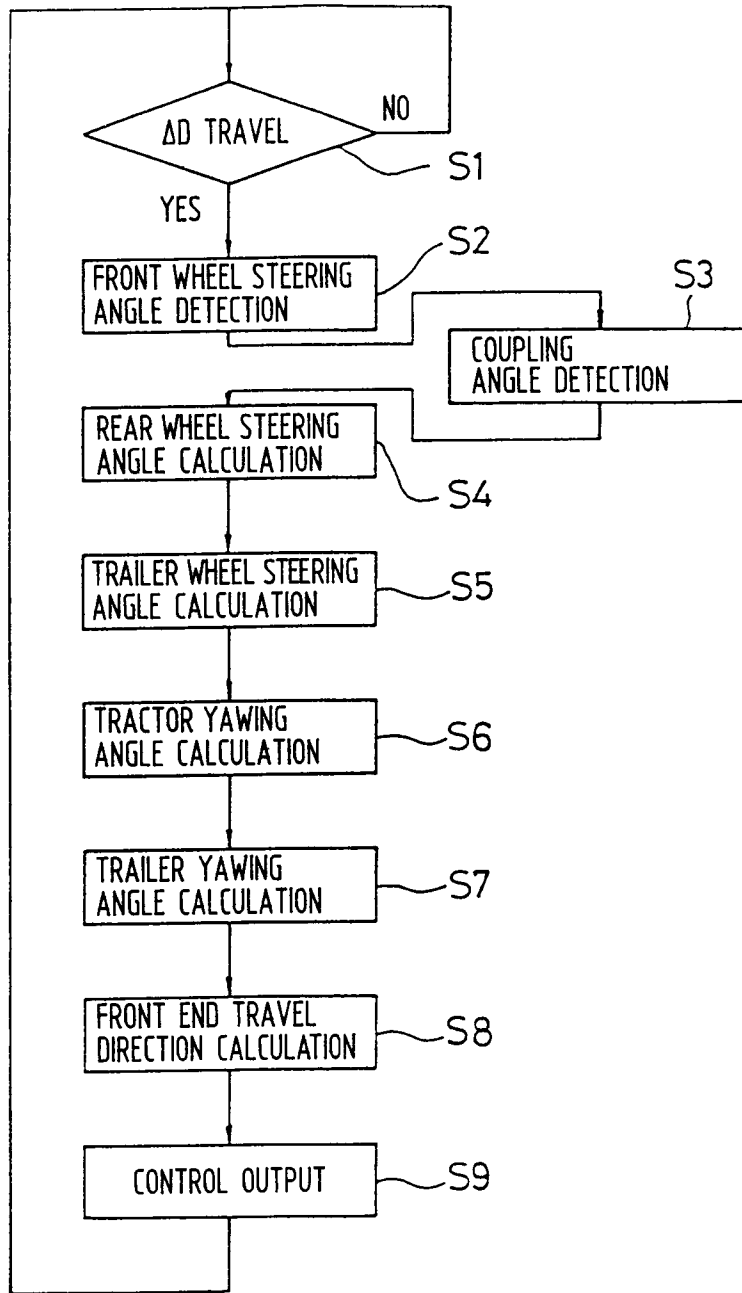 ΔD TRAVEL
NO
S1
YES
S2
FRONT WHEEL STEERING
ANGLE DETECTION
S3
COUPLING
ANGLE DETECTION
REAR WHEEL STEERING
ANGLE CALCULATION
S4
TRAILER WHEEL STEERING
ANGLE CALCULATION
S5
TRACTOR YAWING
ANGLE CALCULATION
S6
TRAILER YAWING
ANGLE CALCULATION
S7
FRONT END TRAVEL
DIRECTION CALCULATION
S8
CONTROL OUTPUT
S9